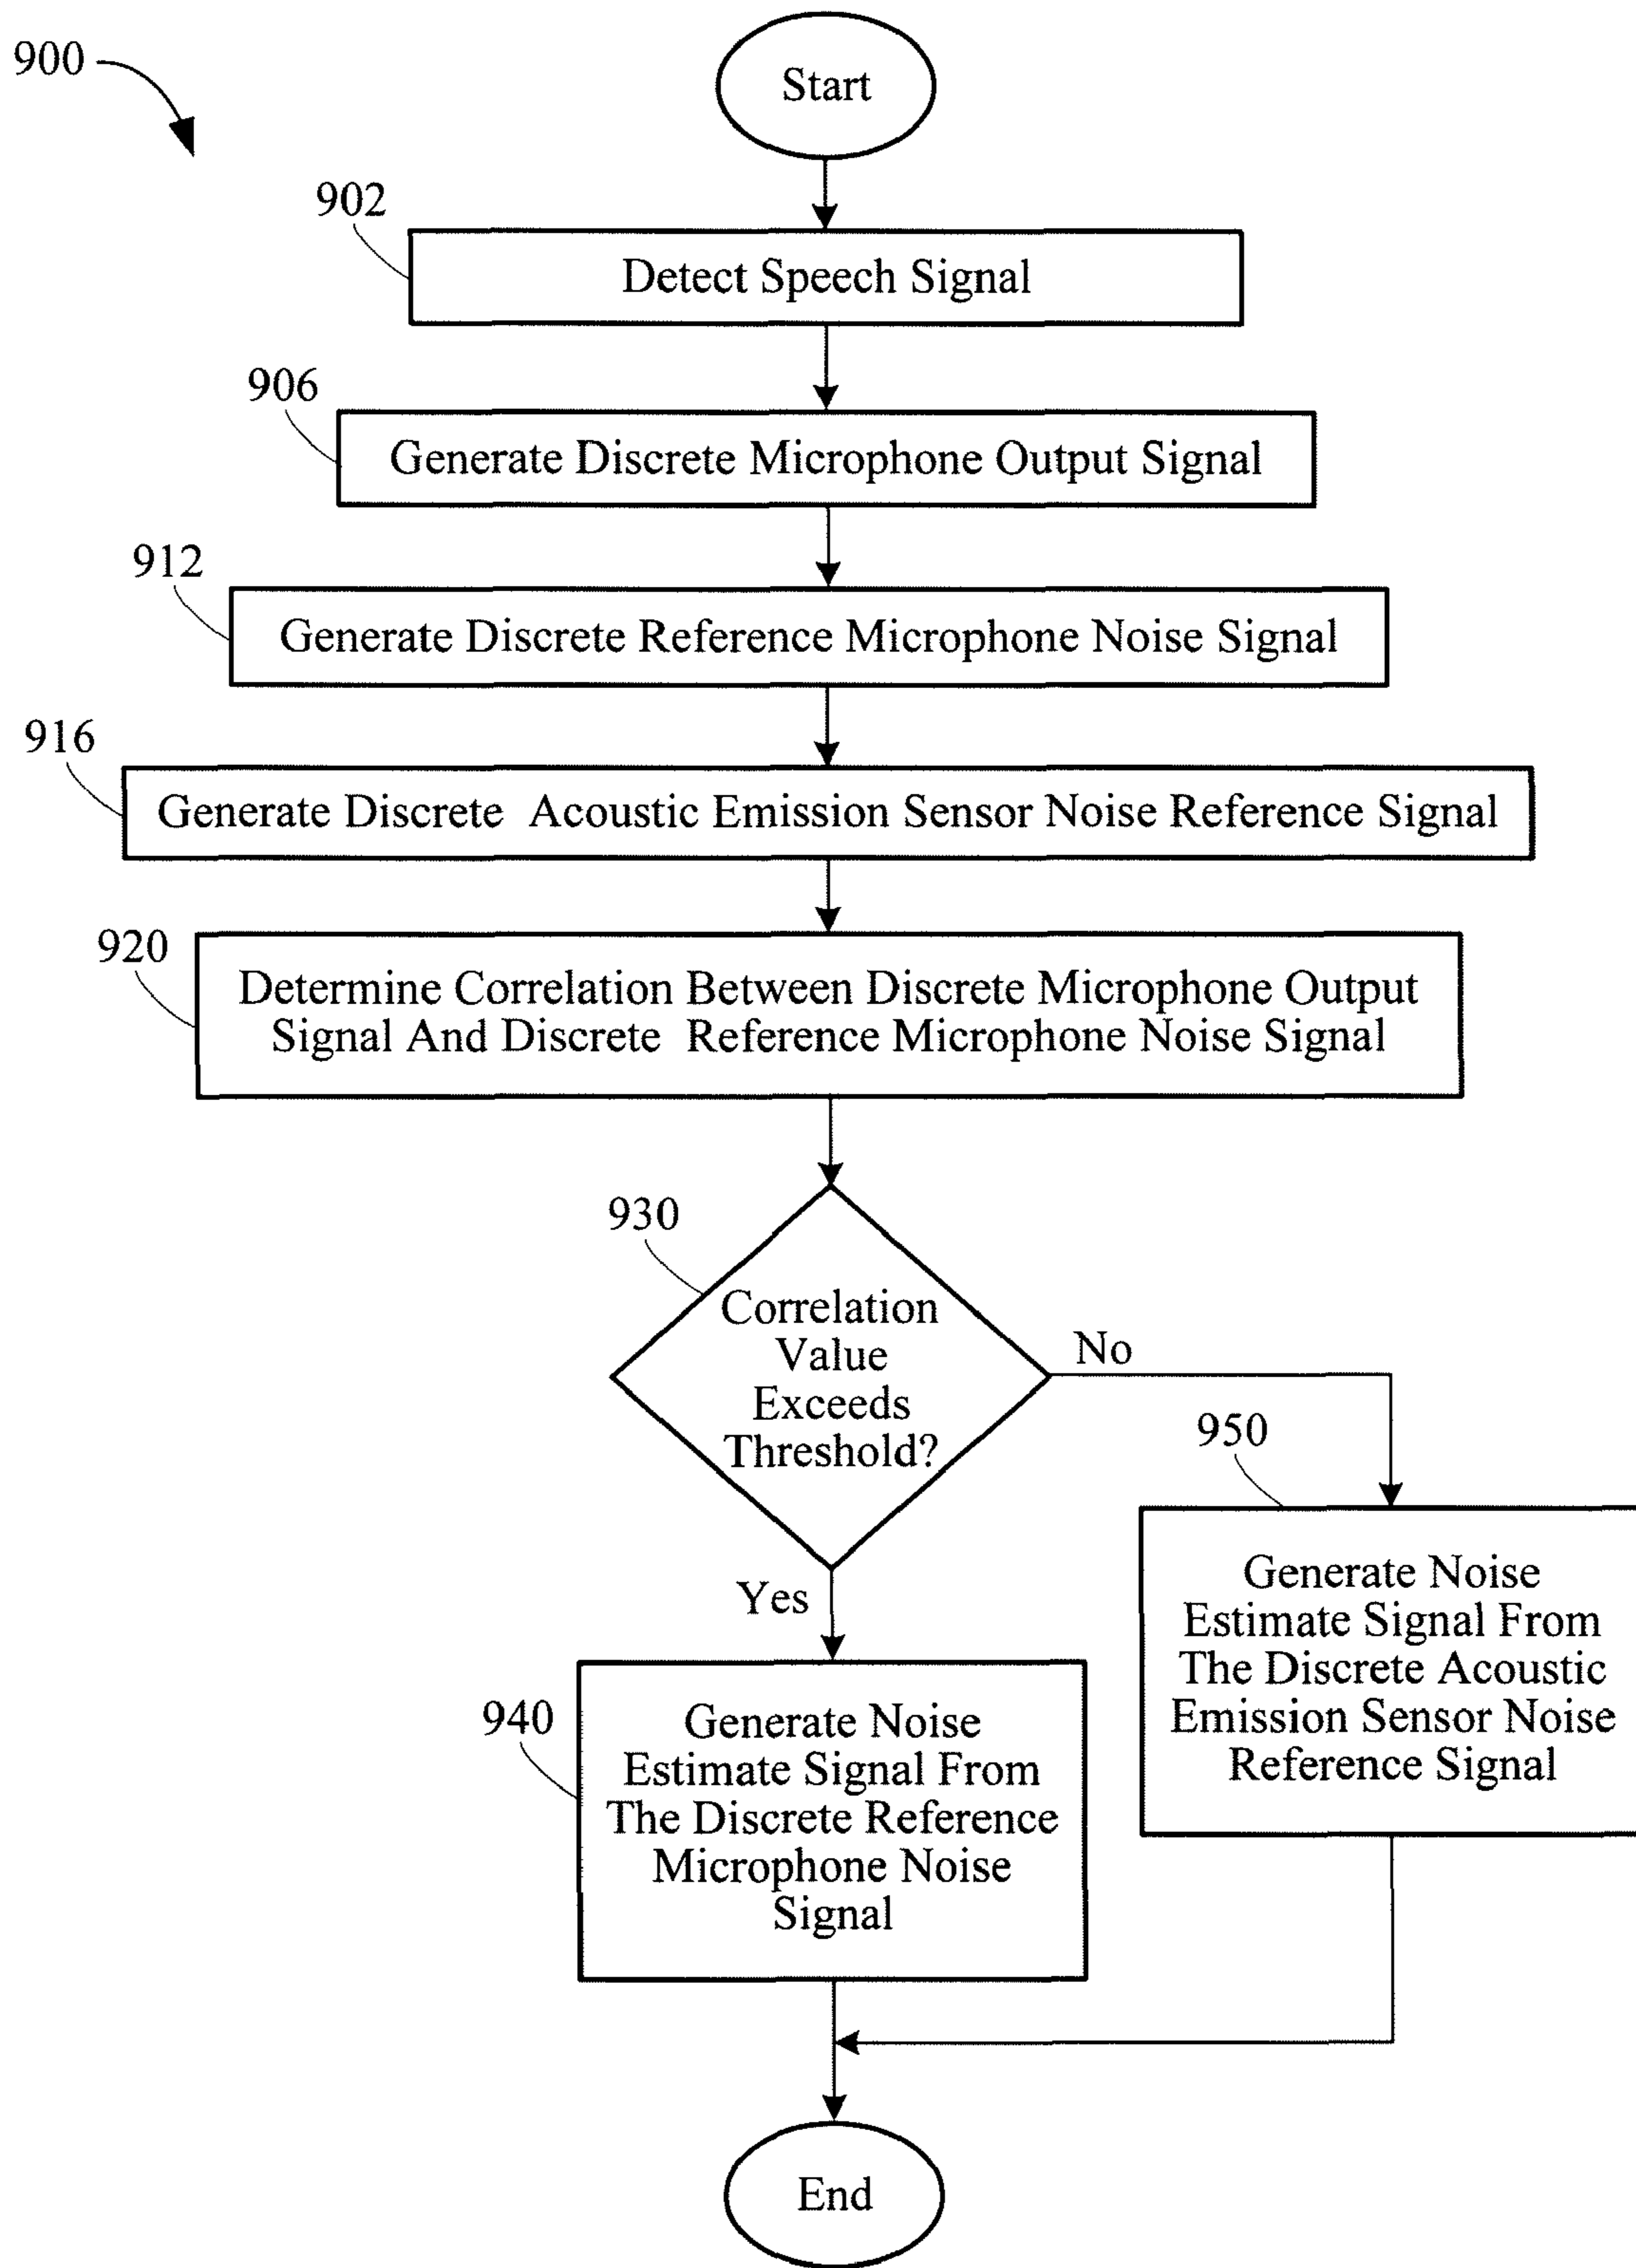 900
Start
902
Detect Speech Signal
906
Generate Discrete Microphone Output Signal
912
Generate Discrete Reference Microphone Noise Signal
916
Generate Discrete Acoustic Emission Sensor Noise Reference Signal
920
Determine Correlation Between Discrete Microphone Output
Signal And Discrete Reference Microphone Noise Signal
930
Correlation
Value
Exceeds
Threshold?
No
Yes
950
Generate Noise
Estimate Signal From
The Discrete Acoustic
Emission Sensor Noise
Reference Signal
940
Generate Noise
Estimate Signal From
The Discrete Reference
Microphone Noise
Signal
End